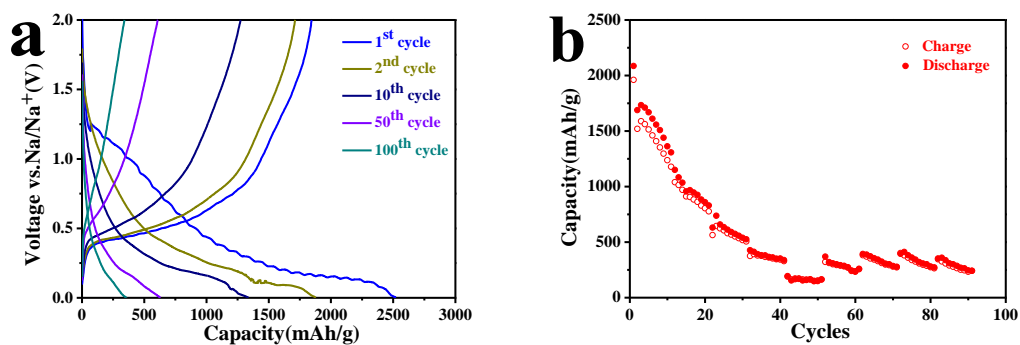 a
Voltage vs.Na/Na+(V)
2.0
1.5
1.0
0.5
0.0
0
500
1000
1500
2000
2500
3000
Capacity(mAh/g)
1st cycle
2nd cycle
10th cycle
50th cycle
100th cycle
b
Capacity(mAh/g)
2500
2000
1500
1000
500
0
0
20
40
60
80
100
Cycles
Charge
Discharge